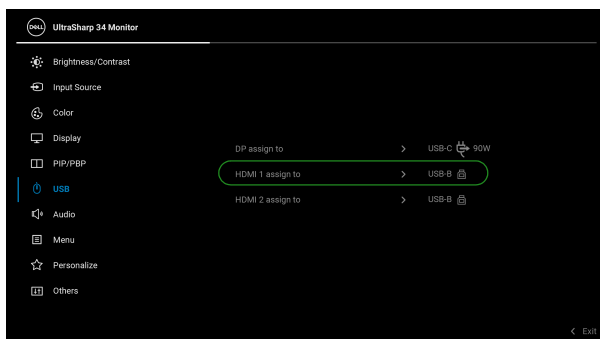 DELL UltraSharp 34 Monitor
Brightness/Contrast
Input Source
Color
Display
DP assign to > USB-C 90W
PIP/PBP
HDMI 1 assign to > USB-B
USB
HDMI 2 assign to > USB-B
Audio
Menu
Personalize
Others
< Exit